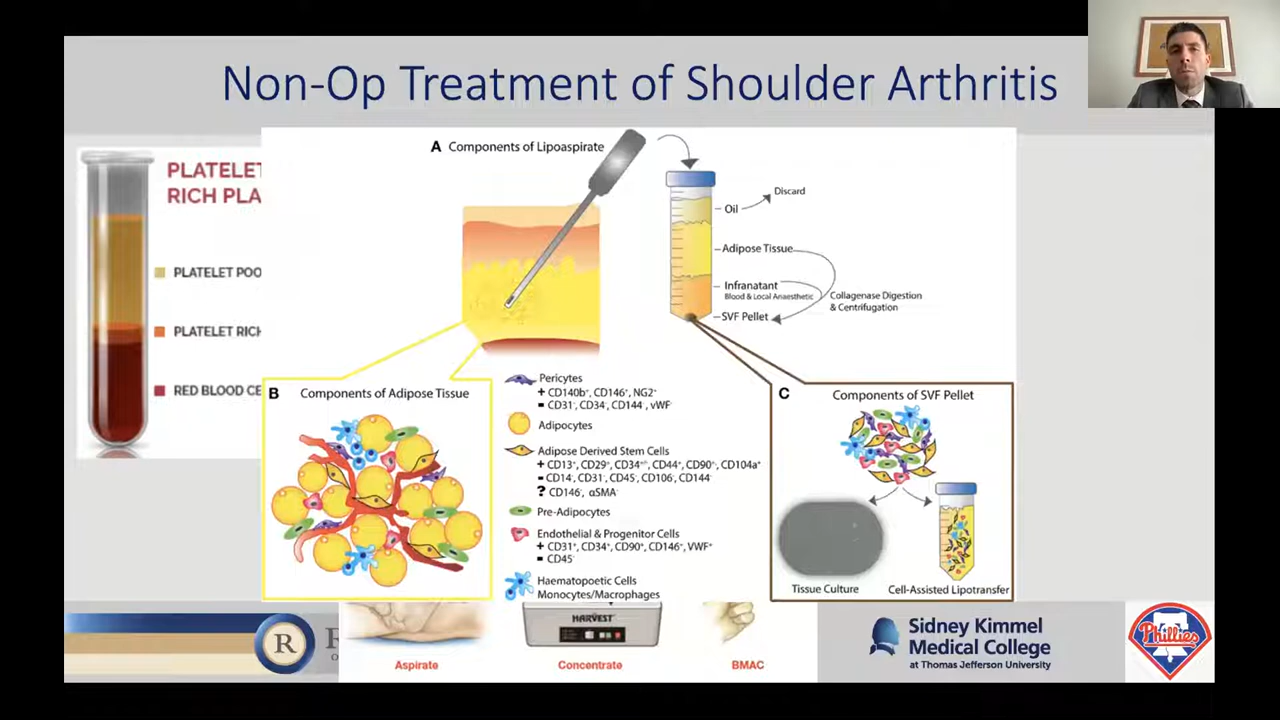 Non-Op Treatment of Shoulder Arthritis
PLATELET
RICH PLA
PLATELET POO
PLATELET RICH
RED BLOOD CE
A Components of Lipoaspirate
Discard
Oil
Adipose Tissue
Infranatant
Blood & Local Anaesthetic
Collagenase Digestion
& Centrifugation
SVF Pellet
B Components of Adipose Tissue
Pericytes
+ CD140b⁺, CD146⁺, NG2⁺
- CD31⁻, CD34⁻, CD144⁻, vWF⁻
Adipocytes
Adipose Derived Stem Cells
+ CD13⁺, CD29⁺, CD34⁺/⁻, CD44⁺, CD90⁺, CD104a⁺
- CD14⁻, CD31⁻, CD45⁻, CD106⁻, CD144⁻
? CD146⁻, αSMA⁻
Pre-Adipocytes
Endothelial & Progenitor Cells
+ CD31⁺, CD34⁺, CD90⁺, CD146⁺, VWF⁺
- CD45⁻
Haematopoetic Cells
Monocytes/Macrophages
C Components of SVF Pellet
Tissue Culture
Cell-Assisted Lipotransfer
R
HARVEST
Aspirate
Concentrate
BMAC
Sidney Kimmel
Medical College
at Thomas Jefferson University
Phillies